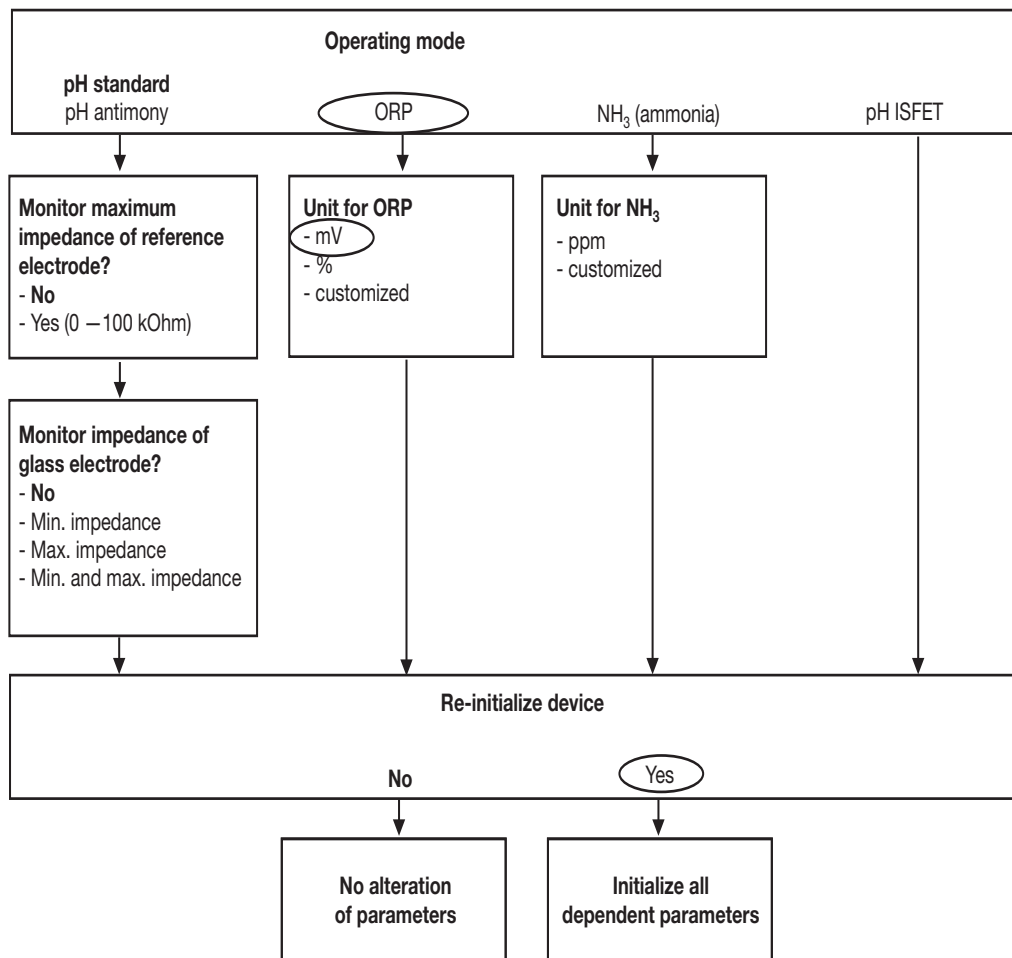 Operating mode
pH standard
pH antimony
ORP
NH₃ (ammonia)
pH ISFET
Monitor maximum
impedance of reference
electrode?
- No
- Yes (0 –100 kOhm)
Unit for ORP
- mV
- %
- customized
Unit for NH₃
- ppm
- customized
Monitor impedance of
glass electrode?
- No
- Min. impedance
- Max. impedance
- Min. and max. impedance
Re-initialize device
No
Yes
No alteration
of parameters
Initialize all
dependent parameters